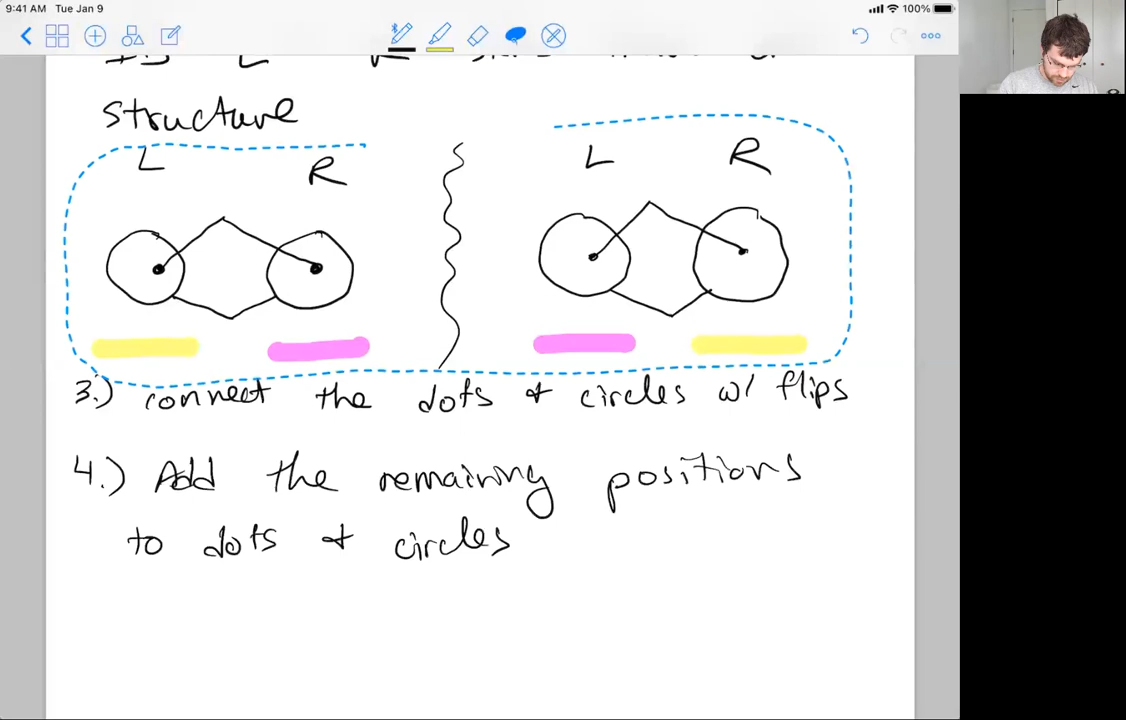 9:41 AM Tue Jan 9
100%
structure
L R L R
3.) connect the dots & circles w/ flips
4.) Add the remaining positions
to dots & circles